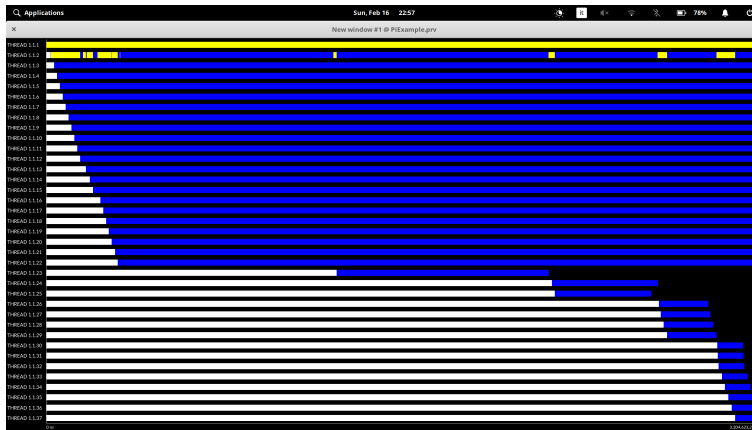 Applications
Sun, Feb 16 22:57
it
78%
New window #1 @ PiExample.prv
THREAD 1.1.1
THREAD 1.1.2
THREAD 1.1.3
THREAD 1.1.4
THREAD 1.1.5
THREAD 1.1.6
THREAD 1.1.7
THREAD 1.1.8
THREAD 1.1.9
THREAD 1.1.10
THREAD 1.1.11
THREAD 1.1.12
THREAD 1.1.13
THREAD 1.1.14
THREAD 1.1.15
THREAD 1.1.16
THREAD 1.1.17
THREAD 1.1.18
THREAD 1.1.19
THREAD 1.1.20
THREAD 1.1.21
THREAD 1.1.22
THREAD 1.1.23
THREAD 1.1.24
THREAD 1.1.25
THREAD 1.1.26
THREAD 1.1.27
THREAD 1.1.28
THREAD 1.1.29
THREAD 1.1.30
THREAD 1.1.31
THREAD 1.1.32
THREAD 1.1.33
THREAD 1.1.34
THREAD 1.1.35
THREAD 1.1.36
THREAD 1.1.37
0 ns